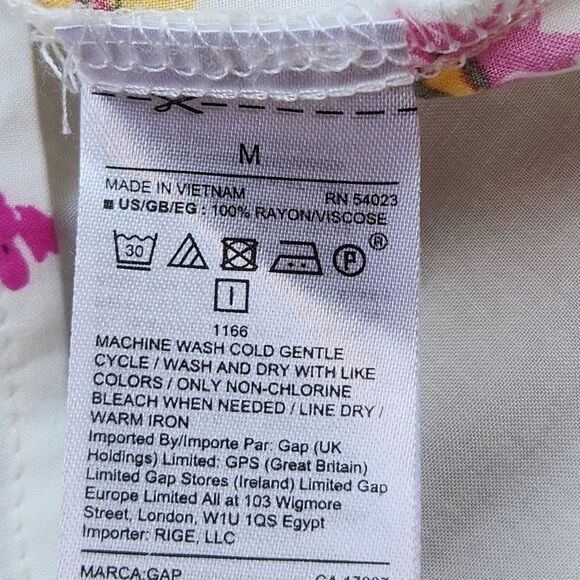 M
MADE IN VIETNAM RN 54023
US/GB/EG : 100% RAYON/VISCOSE
30 P ®
1166
MACHINE WASH COLD GENTLE
CYCLE / WASH AND DRY WITH LIKE
COLORS / ONLY NON-CHLORINE
BLEACH WHEN NEEDED / LINE DRY /
WARM IRON
Imported By/Importe Par: Gap (UK
Holdings) Limited: GPS (Great Britain)
Limited Gap Stores (Ireland) Limited Gap
Europe Limited All at 103 Wigmore
Street, London, W1U 1QS Egypt
Importer: RIGE, LLC
MARCA:GAP